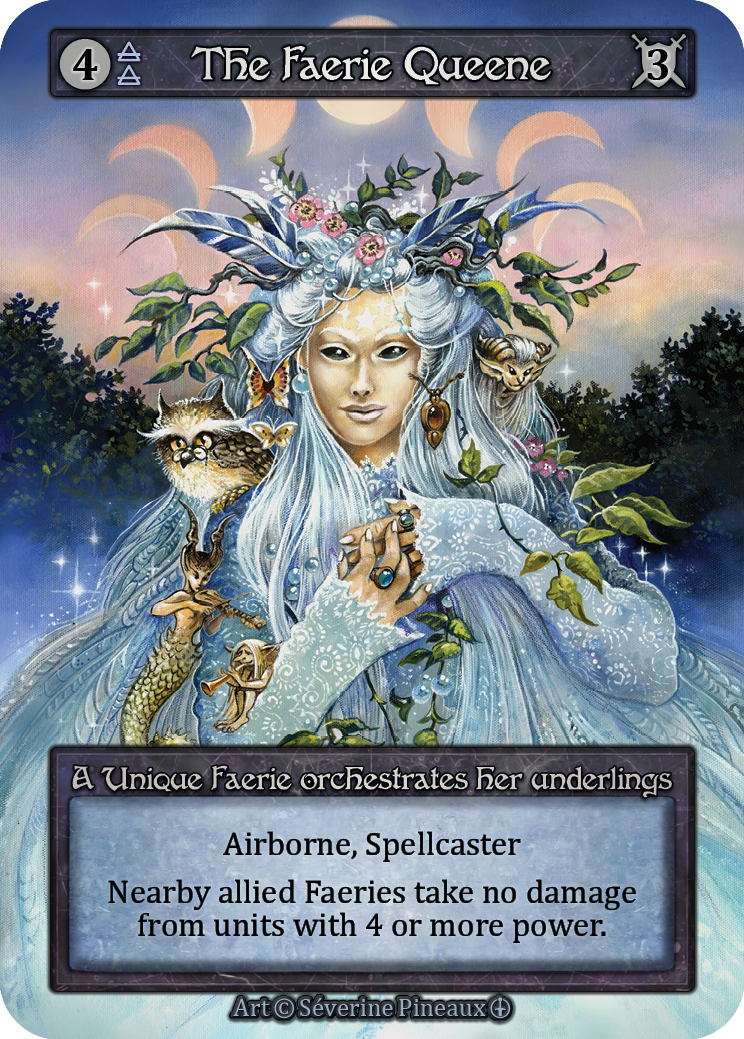 4 The Faerie Queene 3
A Unique Faerie orchestrates her underlings
Airborne, Spellcaster
Nearby allied Faeries take no damage
from units with 4 or more power.
Art © Séverine Pineaux